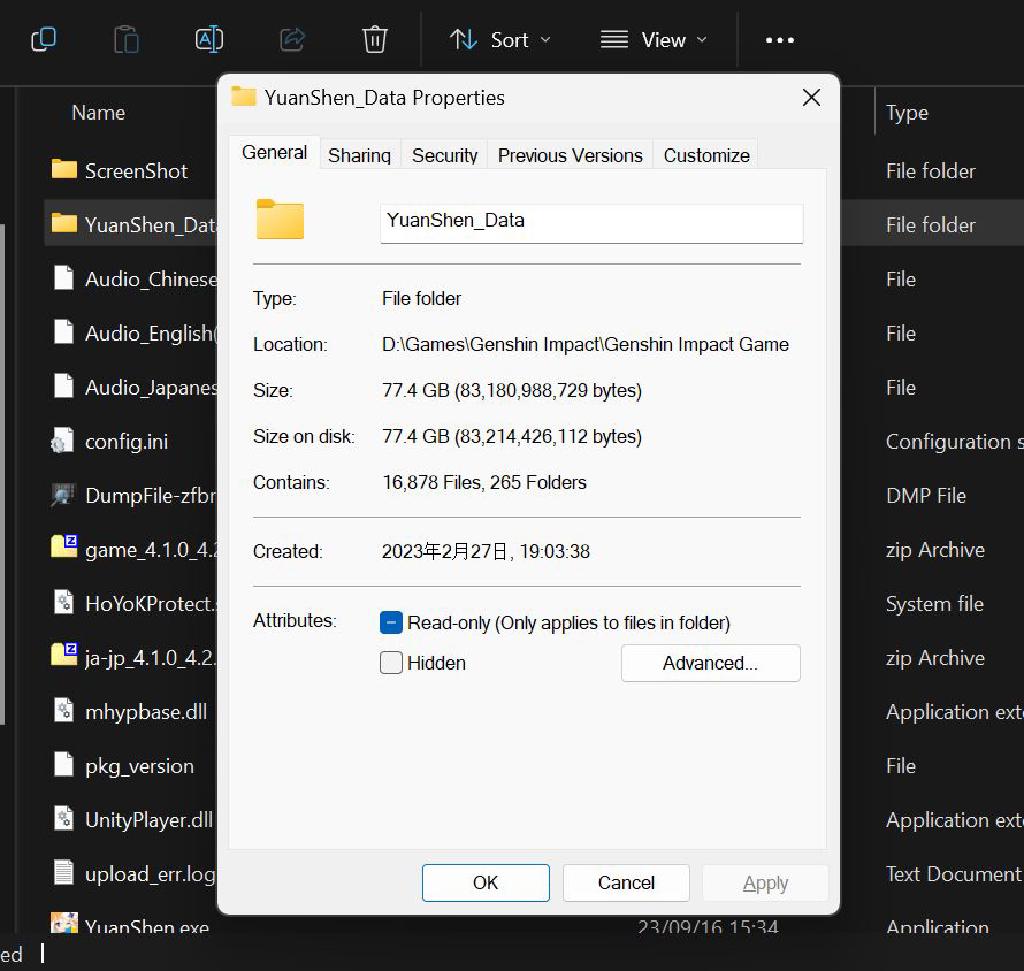 Sort
View
YuanShen_Data Properties
Name
Type
General
Sharing
Security
Previous Versions
Customize
ScreenShot
File folder
YuanShen_Data
YuanShen_Dat
File folder
Type:
File folder
Audio_Chinese
File
Location:
D:\Games\Genshin Impact\Genshin Impact Game
Audio_English(
File
Size:
77.4 GB (83,180,988,729 bytes)
Audio_Japanes
File
Size on disk:
77.4 GB (83,214,426,112 bytes)
config.ini
Configuration s
Contains:
16,878 Files, 265 Folders
DumpFile-zfbr
DMP File
Created:
2023年2月27日, 19:03:38
game_4.1.0_4.2
zip Archive
HoYoKProtect.s
System file
Attributes:
Read-only (Only applies to files in folder)
Hidden
Advanced...
ja-jp_4.1.0_4.2.
zip Archive
mhypbase.dll
Application exte
pkg_version
File
UnityPlayer.dll
Application exte
upload_err.log
Text Document
OK
Cancel
Apply
YuanShen.exe
23/09/16 15:34
Application
ed